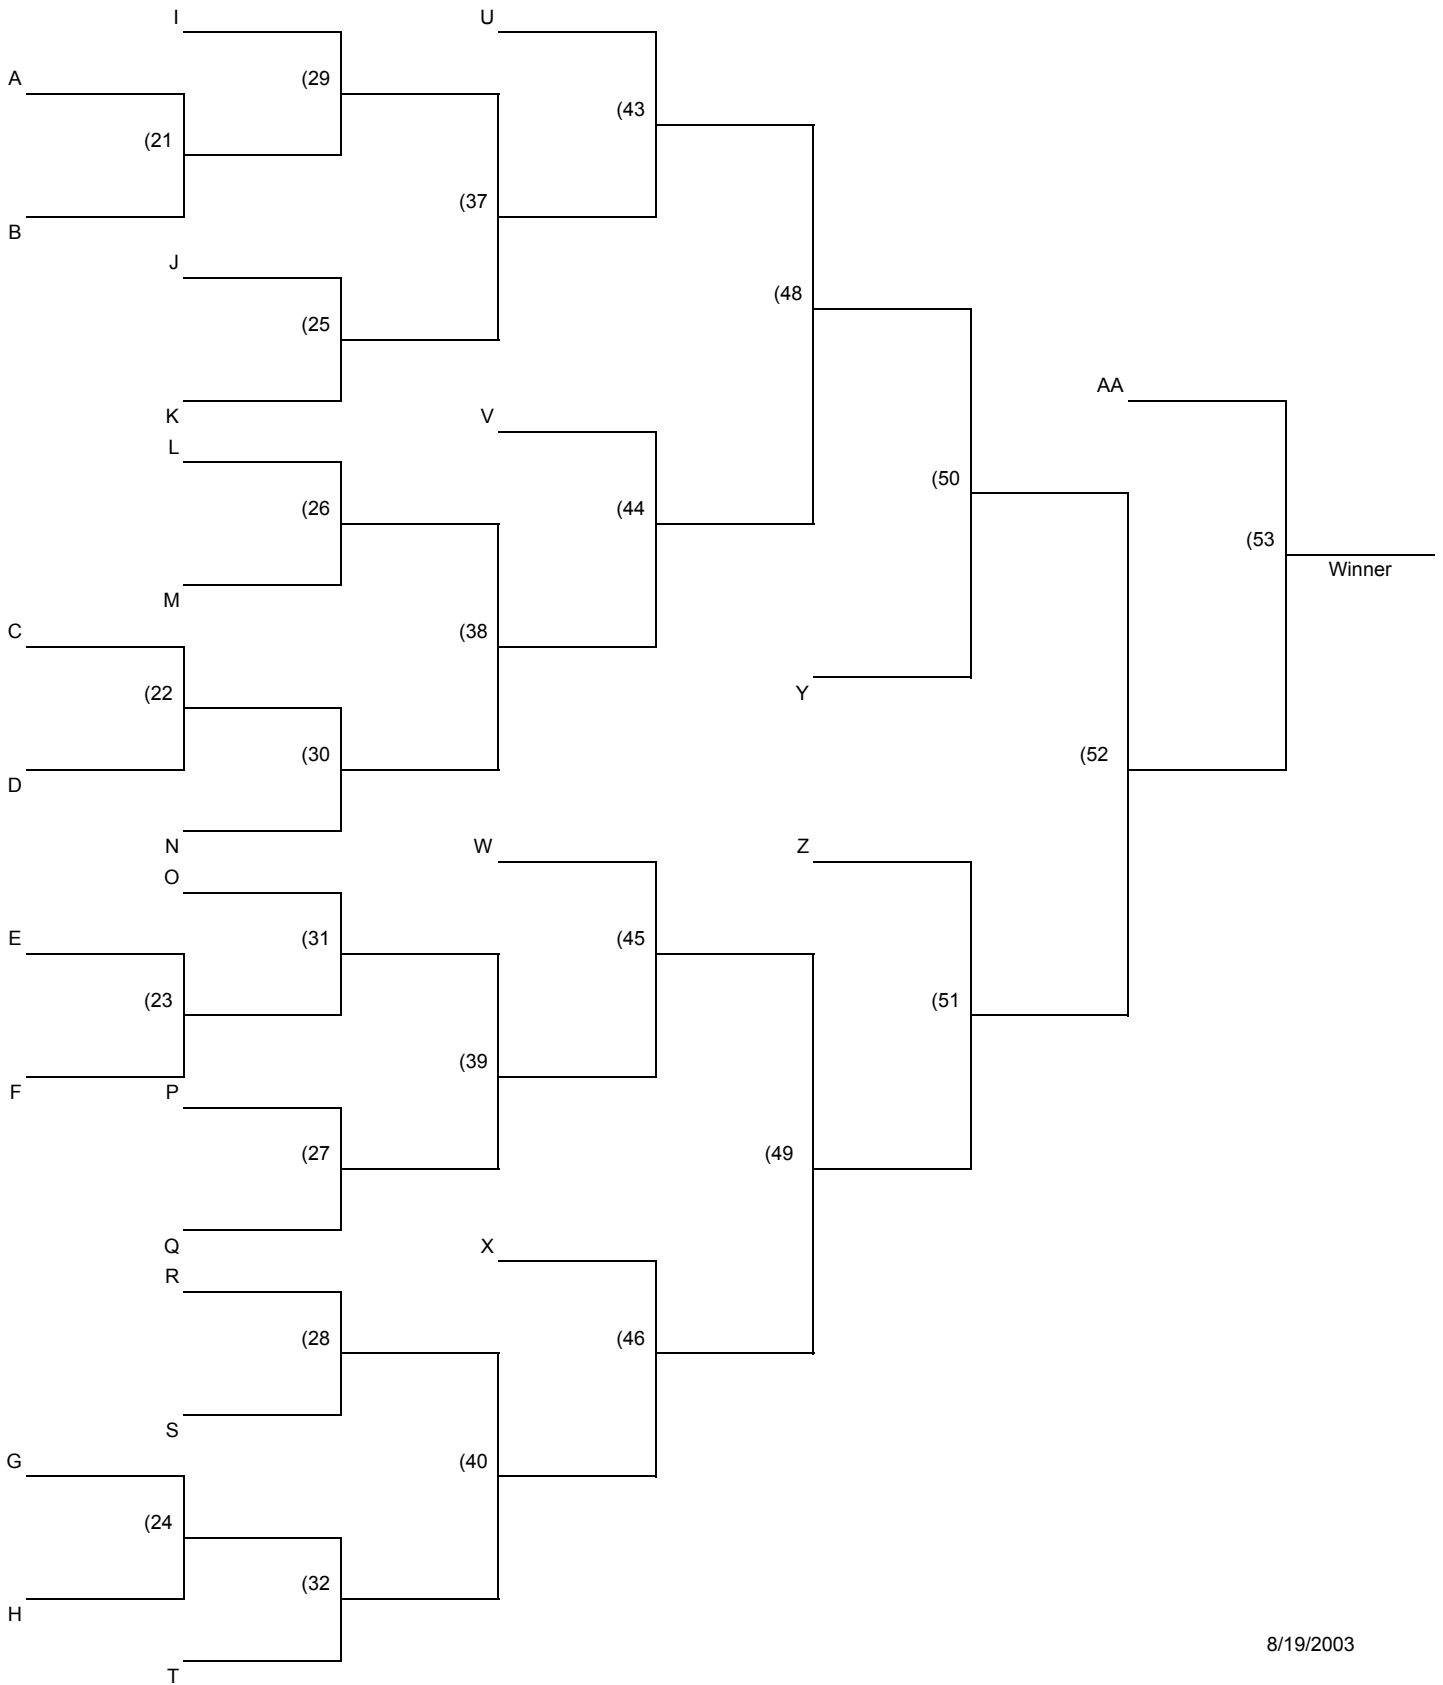 I
U
A
(29
(43
(21
(37
B
J
(48
(25
AA
K
V
L
(50
(26
(44
(53
Winner
M
C
(38
(22
Y
(30
(52
D
N
W
Z
O
E
(31
(45
(23
(51
(39
F
P
(27
(49
Q
X
R
(28
(46
S
G
(40
(24
(32
H
8/19/2003
T